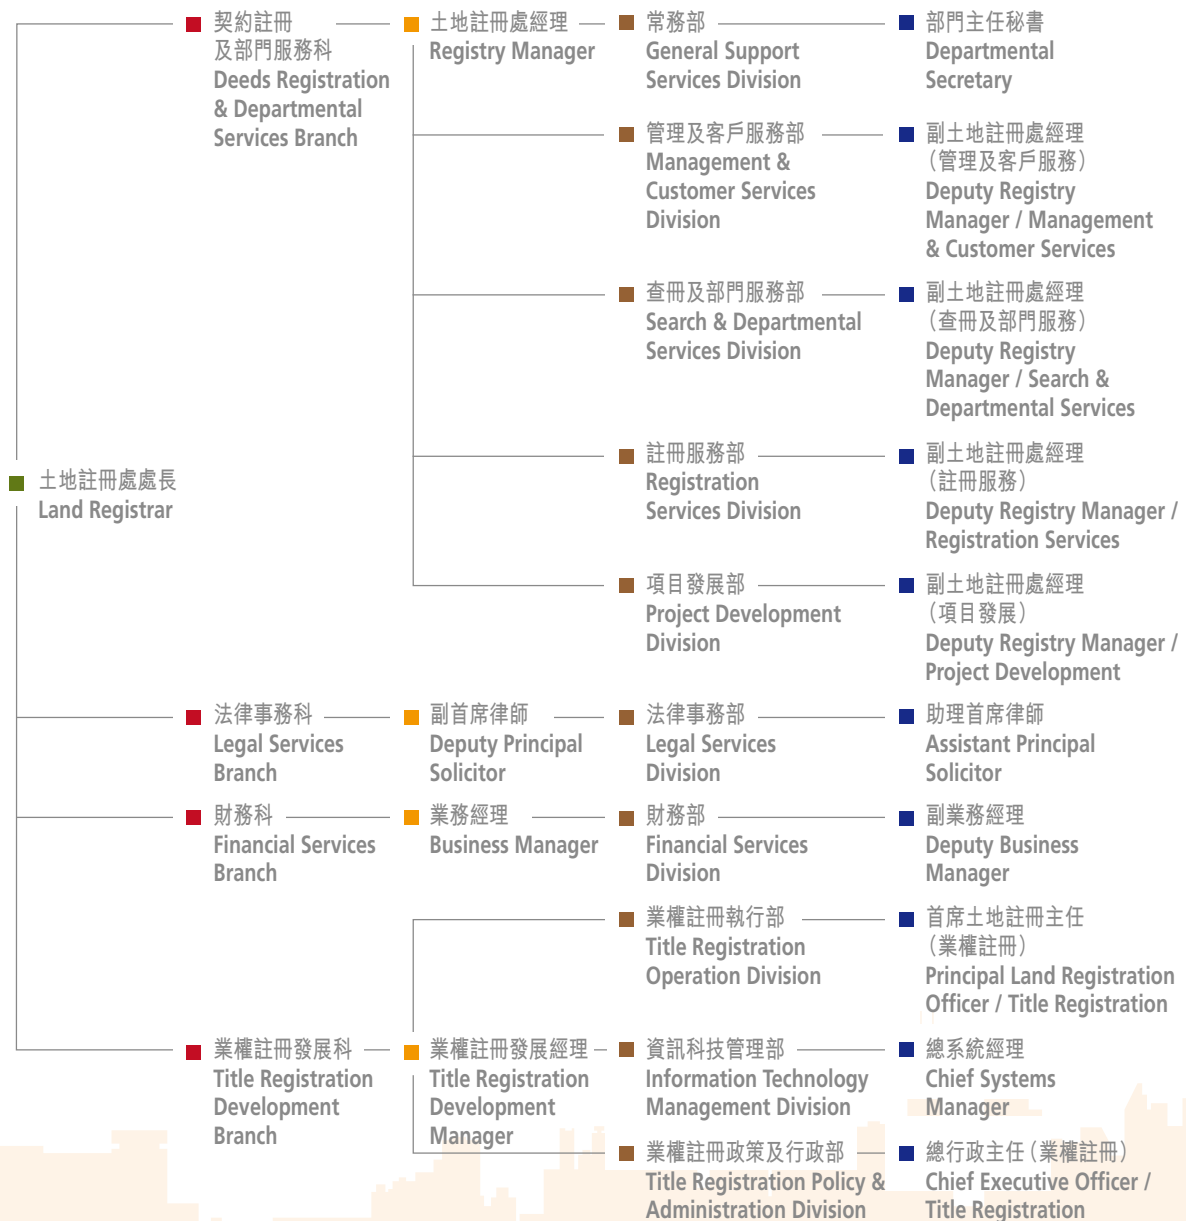 契約註冊
及部門服務科
Deeds Registration
& Departmental
Services Branch
土地註冊處經理
Registry Manager
常務部
General Support
Services Division
部門主任秘書
Departmental
Secretary
管理及客戶服務部
Management &
Customer Services
Division
副土地註冊處經理
（管理及客戶服務）
Deputy Registry
Manager / Management
& Customer Services
查冊及部門服務部
Search & Departmental
Services Division
副土地註冊處經理
（查冊及部門服務）
Deputy Registry
Manager / Search &
Departmental Services
土地註冊處處長
Land Registrar
註冊服務部
Registration
Services Division
副土地註冊處經理
（註冊服務）
Deputy Registry Manager /
Registration Services
項目發展部
Project Development
Division
副土地註冊處經理
（項目發展）
Deputy Registry Manager /
Project Development
法律事務科
Legal Services
Branch
副首席律師
Deputy Principal
Solicitor
法律事務部
Legal Services
Division
助理首席律師
Assistant Principal
Solicitor
財務科
Financial Services
Branch
業務經理
Business Manager
財務部
Financial Services
Division
副業務經理
Deputy Business
Manager
業權註冊執行部
Title Registration
Operation Division
首席土地註冊主任
（業權註冊）
Principal Land Registration
Officer / Title Registration
業權註冊發展科
Title Registration
Development
Branch
業權註冊發展經理
Title Registration
Development
Manager
資訊科技管理部
Information Technology
Management Division
總系統經理
Chief Systems
Manager
業權註冊政策及行政部
Title Registration Policy &
Administration Division
總行政主任（業權註冊）
Chief Executive Officer /
Title Registration